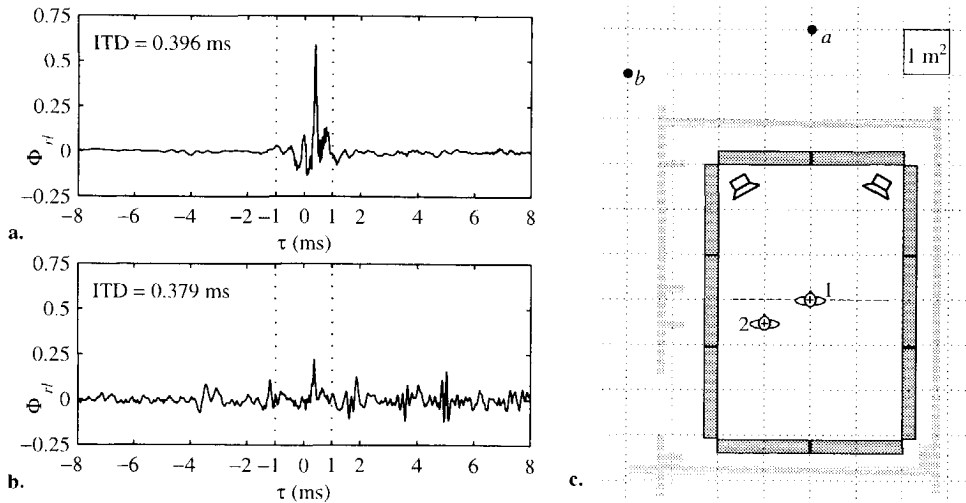 0.75
ITD = 0.396 ms
0.5
0.25
0
−0.25
Φrl
−8 −6 −4 −2 −1 0 1 2 4 6 8
τ (ms)
a.
0.75
ITD = 0.379 ms
0.5
0.25
0
−0.25
Φrl
−8 −6 −4 −2 −1 0 1 2 4 6 8
τ (ms)
b.
a
b
1 m²
1
2
c.